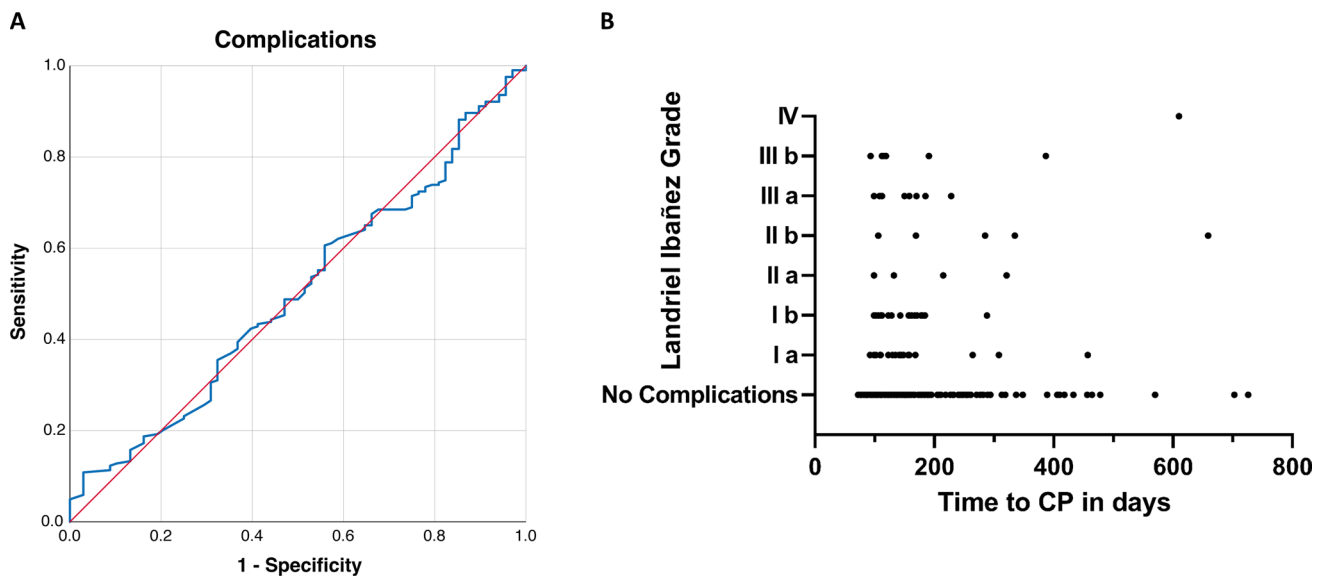 A
Complications
1.0
0.8
0.6
0.4
0.2
0.0
Sensitivity
0.0 0.2 0.4 0.6 0.8 1.0
1 - Specificity
B
Landriel Ibañez Grade
IV
III b
III a
II b
II a
I b
I a
No Complications
0 200 400 600 800
Time to CP in days